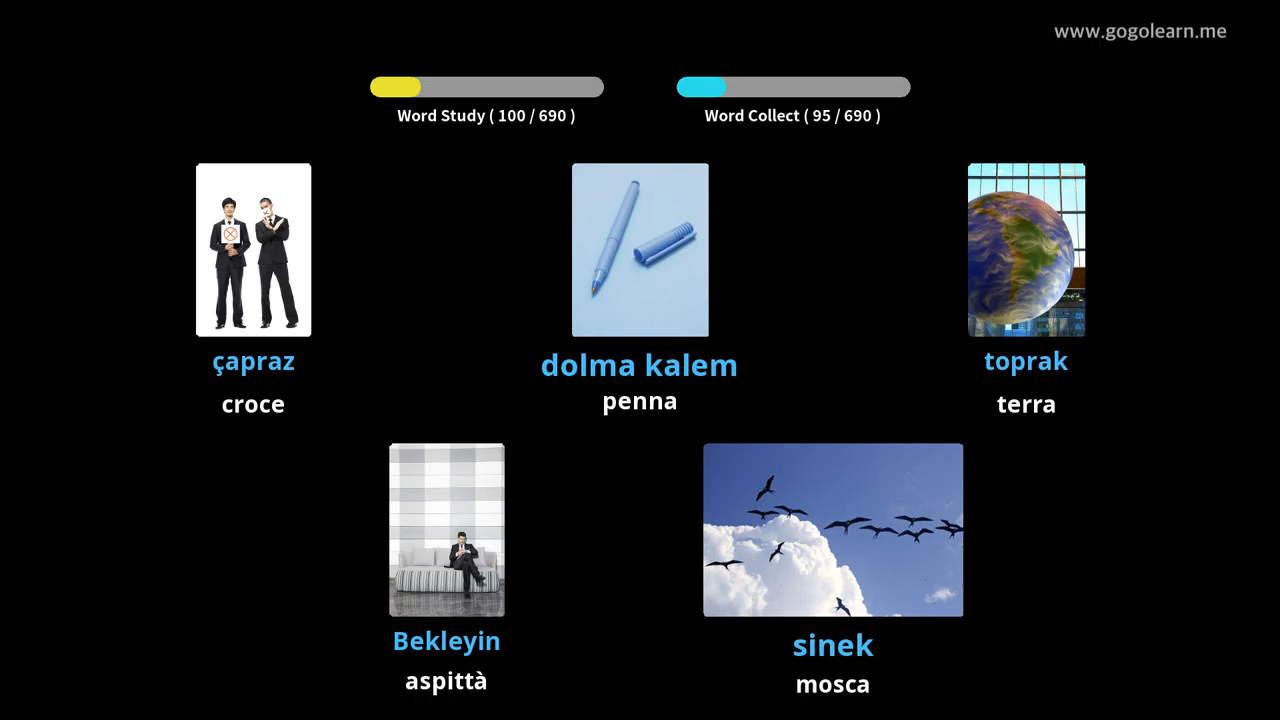 www.gogolearn.me
Word Study ( 100 / 690 )
Word Collect ( 95 / 690 )
çapraz
croce
dolma kalem
penna
toprak
terra
Bekleyin
aspittà
sinek
mosca